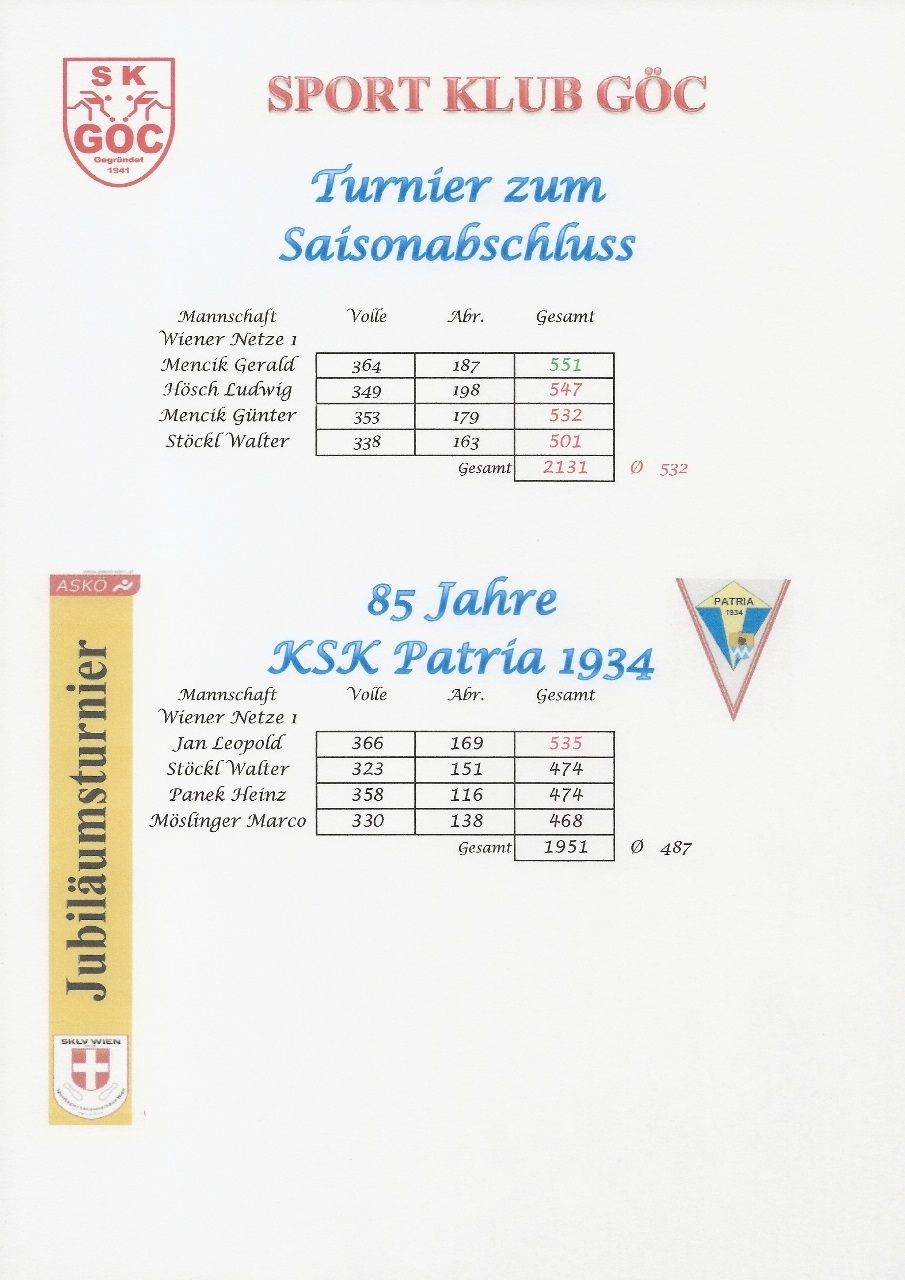 SK
GÖC
Gegründet
1941
SPORT KLUB GÖC
Turnier zum
Saisonabschluss
Mannschaft Volle Abr. Gesamt
Wiener Netze 1
Mencik Gerald 364 187 551
Hösch Ludwig 349 198 547
Mencik Günter 353 179 532
Stöckl Walter 338 163 501
Gesamt 2131 Ø 532
ASKÖ
Jubiläumsturnier
SKLV WIEN
85 Jahre
KSK Patria 1934
PATRIA
1934
Mannschaft Volle Abr. Gesamt
Wiener Netze 1
Jan Leopold 366 169 535
Stöckl Walter 323 151 474
Panek Heinz 358 116 474
Möslinger Marco 330 138 468
Gesamt 1951 Ø 487